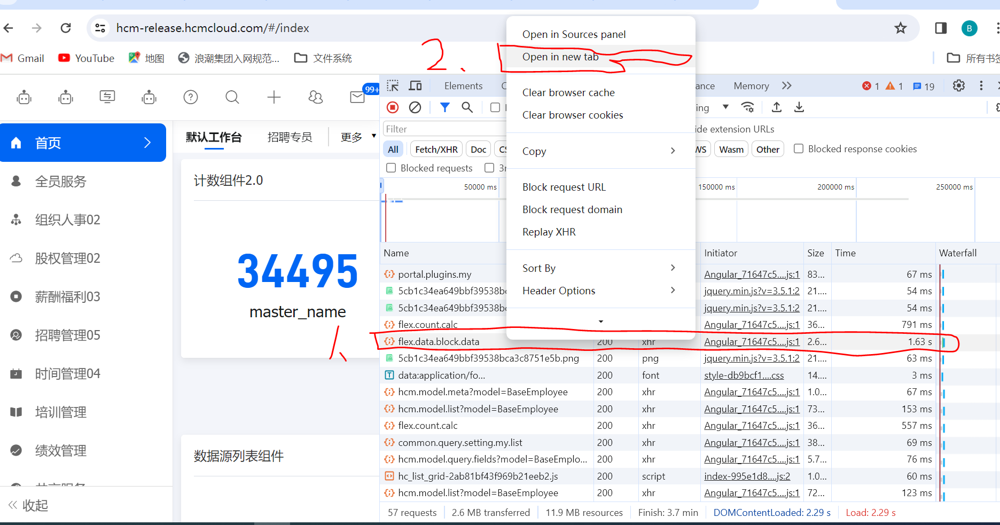 hcm-release.hcmcloud.com/#/index
B
Gmail
YouTube
地图
浪潮集团入网规范...
文件系统
所有书签
99+
首页
全员服务
组织人事02
股权管理02
薪酬福利03
招聘管理05
时间管理04
培训管理
绩效管理
收起
默认工作台
招聘专员
更多
计数组件2.0
34495
master_name
数据源列表组件
1、
2、
Open in Sources panel
Open in new tab
Clear browser cache
Clear browser cookies
Copy
Block request URL
Block request domain
Replay XHR
Sort By
Header Options
Elements
ance
Memory
1
1
19
ing
Filter
ide extension URLs
All
Fetch/XHR
Doc
CS
WS
Wasm
Other
Blocked response cookies
Blocked requests
3r
50000 ms
150000 ms
200000 ms
250000 ms
Name
Initiator
Size
Time
Waterfall
portal.plugins.my Angular_71647c5....js:1 83... 67 ms
5cb1c34ea649bbf39538bc jquery.min.js?v=3.5.1:2 21.... 54 ms
5cb1c34ea649bbf39538bc jquery.min.js?v=3.5.1:2 21.... 54 ms
flex.count.calc Angular_71647c5....js:1 36... 791 ms
flex.data.block.data 200 xhr Angular_71647c5....js:1 2.6... 1.63 s
5cb1c34ea649bbf39538bca3c8751e5b.png 200 png jquery.min.js?v=3.5.1:2 21.... 63 ms
data:application/fo... 200 font style-db9bcf1....css 14.... 3 ms
hcm.model.meta?model=BaseEmployee 200 xhr Angular_71647c5....js:1 1.0... 67 ms
hcm.model.list?model=BaseEmployee 200 xhr Angular_71647c5....js:1 73... 153 ms
flex.count.calc 200 xhr Angular_71647c5....js:1 36... 557 ms
common.query.setting.my.list 200 xhr Angular_71647c5....js:1 38... 69 ms
hcm.model.query.fields?model=BaseEmplo... 200 xhr Angular_71647c5....js:1 5.7... 76 ms
hc_list_grid-2ab81bf43f969b21eeb2.js 200 script index-995e1d8....js:2 1.0... 60 ms
hcm.model.list?model=BaseEmployee 200 xhr Angular_71647c5....js:1 72... 123 ms
57 requests
2.6 MB transferred
11.9 MB resources
Finish: 3.7 min
DOMContentLoaded: 2.29 s
Load: 2.29 s